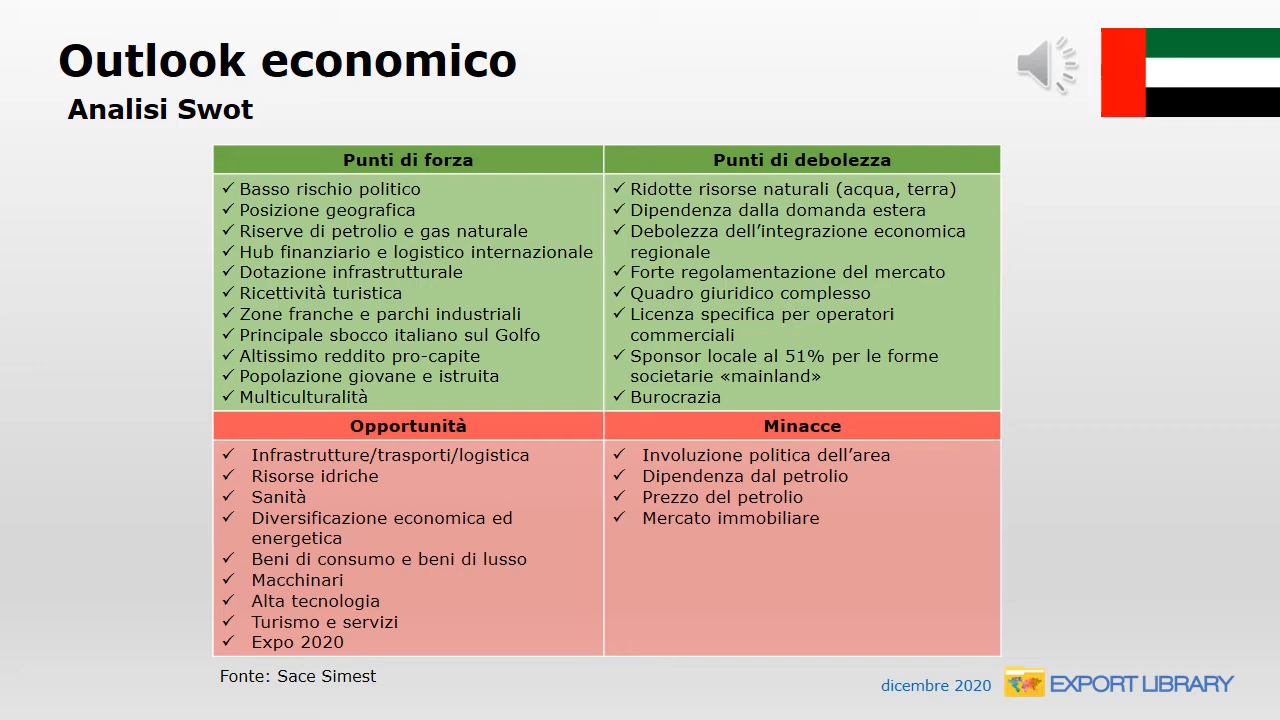 Outlook economico
Analisi Swot
Punti di forza
Basso rischio politico
Posizione geografica
Riserve di petrolio e gas naturale
Hub finanziario e logistico internazionale
Dotazione infrastrutturale
Ricettività turistica
Zone franche e parchi industriali
Principale sbocco italiano sul Golfo
Altissimo reddito pro-capite
Popolazione giovane e istruita
Multiculturalità
Punti di debolezza
Ridotte risorse naturali (acqua, terra)
Dipendenza dalla domanda estera
Debolezza dell’integrazione economica
regionale
Forte regolamentazione del mercato
Quadro giuridico complesso
Licenza specifica per operatori
commerciali
Sponsor locale al 51% per le forme
societarie «mainland»
Burocrazia
Opportunità
Infrastrutture/trasporti/logistica
Risorse idriche
Sanità
Diversificazione economica ed
energetica
Beni di consumo e beni di lusso
Macchinari
Alta tecnologia
Turismo e servizi
Expo 2020
Minacce
Involuzione politica dell’area
Dipendenza dal petrolio
Prezzo del petrolio
Mercato immobiliare
Fonte: Sace Simest
dicembre 2020
EXPORT LIBRARY